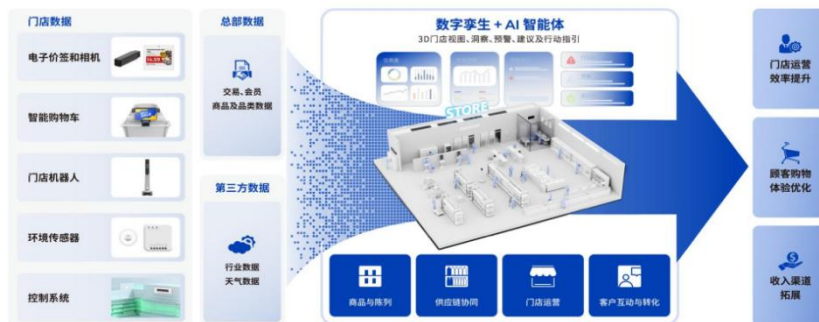 门店数据
电子价签和相机
智能购物车
门店机器人
环境传感器
控制系统
总部数据
交易、会员
商品及品类数据
第三方数据
行业数据
天气数据
数字孪生 + AI 智能体
3D门店视图、洞察、预警、建议及行动指引
STORE
商品与陈列
供应链协同
门店运营
客户互动与转化
门店运营
效率提升
顾客购物
体验优化
收入渠道
拓展